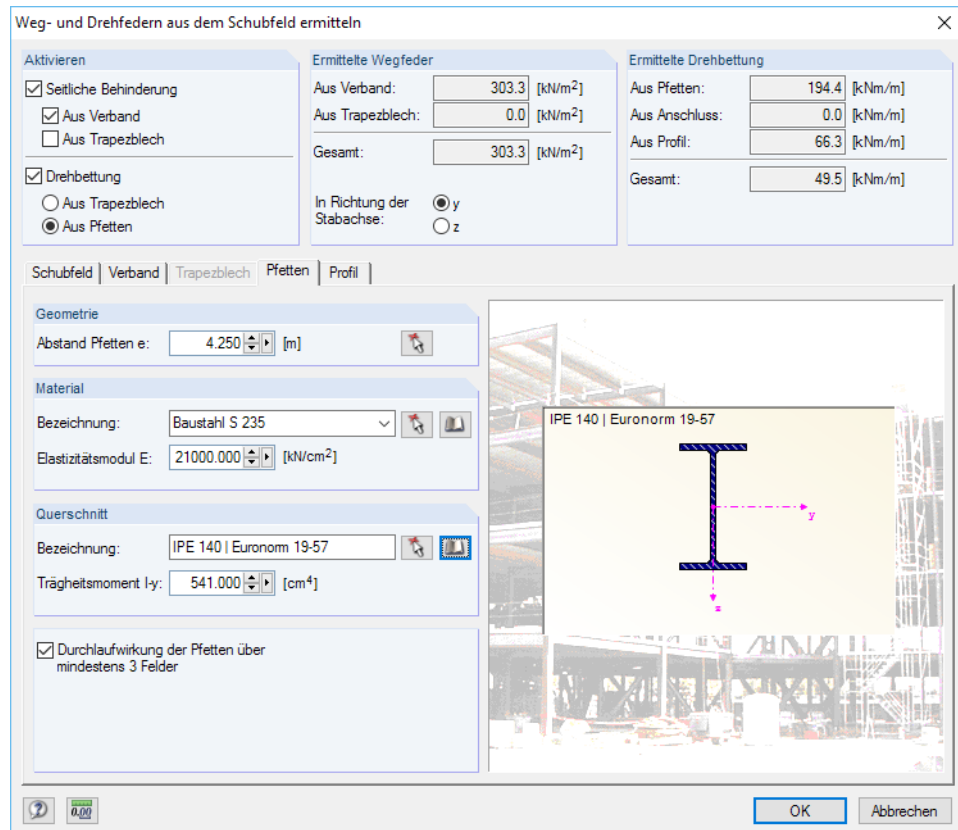 Weg- und Drehfedern aus dem Schubfeld ermitteln
Aktivieren
Seitliche Behinderung
Aus Verband
Aus Trapezblech
Drehbettung
Aus Trapezblech
Aus Pfetten
Ermittelte Wegfeder
Aus Verband: 303.3 [kN/m²]
Aus Trapezblech: 0.0 [kN/m²]
Gesamt: 303.3 [kN/m²]
In Richtung der
Stabachse:
y
z
Ermittelte Drehbettung
Aus Pfetten: 194.4 [kNm/m]
Aus Anschluss: 0.0 [kNm/m]
Aus Profil: 66.3 [kNm/m]
Gesamt: 49.5 [kNm/m]
Schubfeld Verband Trapezblech Pfetten Profil
Geometrie
Abstand Pfetten e: 4.250 [m]
Material
Bezeichnung: Baustahl S 235
Elastizitätsmodul E: 21000.000 [kN/cm²]
Querschnitt
Bezeichnung: IPE 140 | Euronorm 19-57
Trägheitsmoment I-y: 541.000 [cm⁴]
Durchlaufwirkung der Pfetten über
mindestens 3 Felder
IPE 140 | Euronorm 19-57
y
z
0.00
OK Abbrechen